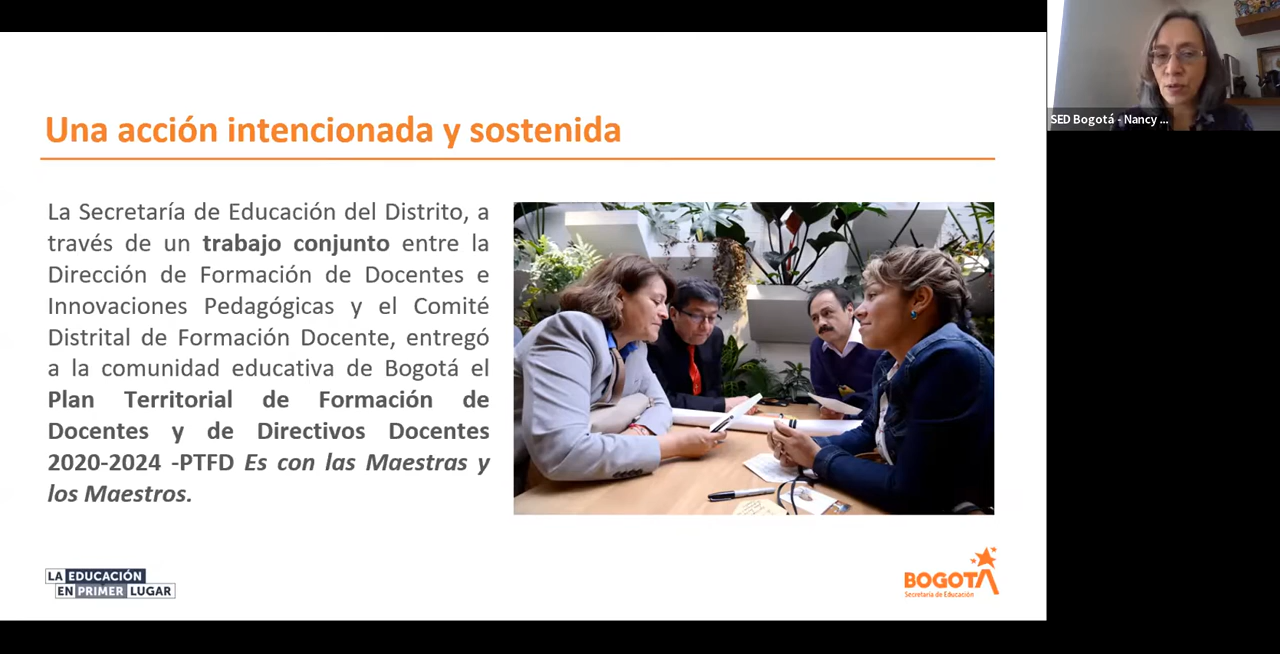 Una acción intencionada y sostenida
La Secretaría de Educación del Distrito, a
través de un trabajo conjunto entre la
Dirección de Formación de Docentes e
Innovaciones Pedagógicas y el Comité
Distrital de Formación Docente, entregó
a la comunidad educativa de Bogotá el
Plan Territorial de Formación de
Docentes y de Directivos Docentes
2020-2024 -PTFD Es con las Maestras y
los Maestros.
LA EDUCACIÓN
EN PRIMER LUGAR
BOGOTÁ
Secretaría de Educación
SED Bogotá - Nancy ...